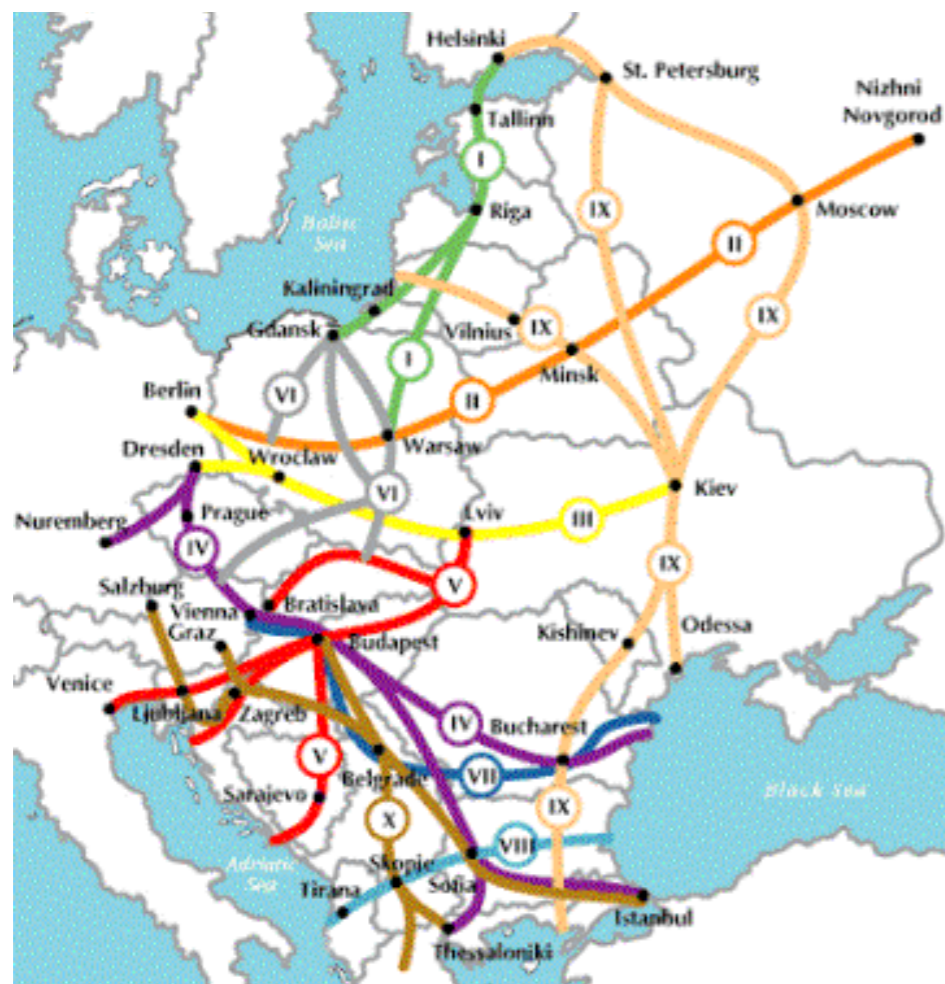 Helsinki
St. Petersburg
Nizhni
Novgorod
Tallinn
I
Riga
IX
Moscow
Baltic
Sea
II
Kaliningrad
Gdansk
Vilnius
IX
IX
Minsk
I
VI
II
Berlin
Dresden
Wroclaw
Warsaw
VI
Kiev
Nuremberg
Prague
Lviv
III
IV
IX
Salzburg
V
Vienna
Bratislava
Graz
Budapest
Kishinev
Odessa
Venice
Ljubljana
Zagreb
IV
Bucharest
V
Belgrade
VII
Sarajevo
Black Sea
IX
X
VIII
Adriatic
Sea
Skopje
Tirana
Sofia
Istanbul
Thessaloniki